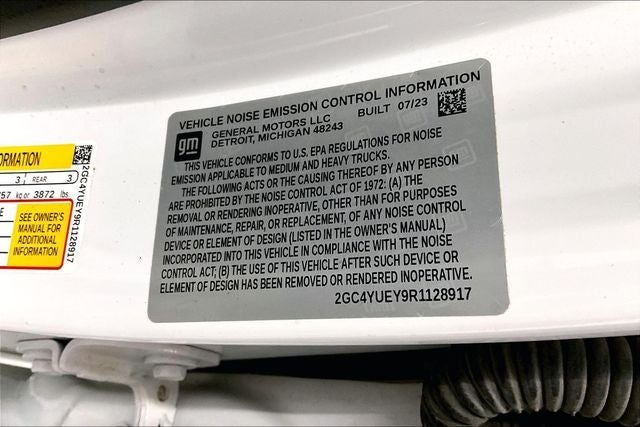 VEHICLE NOISE EMISSION CONTROL INFORMATION
gm
GENERAL MOTORS LLC BUILT 07/23
DETROIT, MICHIGAN 48243
THIS VEHICLE CONFORMS TO U.S. EPA REGULATIONS FOR NOISE
EMISSION APPLICABLE TO MEDIUM AND HEAVY TRUCKS.
THE FOLLOWING ACTS OR THE CAUSING THEREOF BY ANY PERSON
ARE PROHIBITED BY THE NOISE CONTROL ACT OF 1972: (A) THE
REMOVAL OR RENDERING INOPERATIVE, OTHER THAN FOR PURPOSES
OF MAINTENANCE, REPAIR, OR REPLACEMENT, OF ANY NOISE CONTROL
DEVICE OR ELEMENT OF DESIGN (LISTED IN THE OWNER'S MANUAL)
INCORPORATED INTO THIS VEHICLE IN COMPLIANCE WITH THE NOISE
CONTROL ACT; (B) THE USE OF THIS VEHICLE AFTER SUCH DEVICE OR
ELEMENT OF DESIGN HAS BEEN REMOVED OR RENDERED INOPERATIVE.
2GC4YUEY9R1128917
ORMATION
3 REAR 3
757 kg or 3872 lbs
SEE OWNER'S
MANUAL FOR
ADDITIONAL
INFORMATION
2GC4YUEY9R1128917